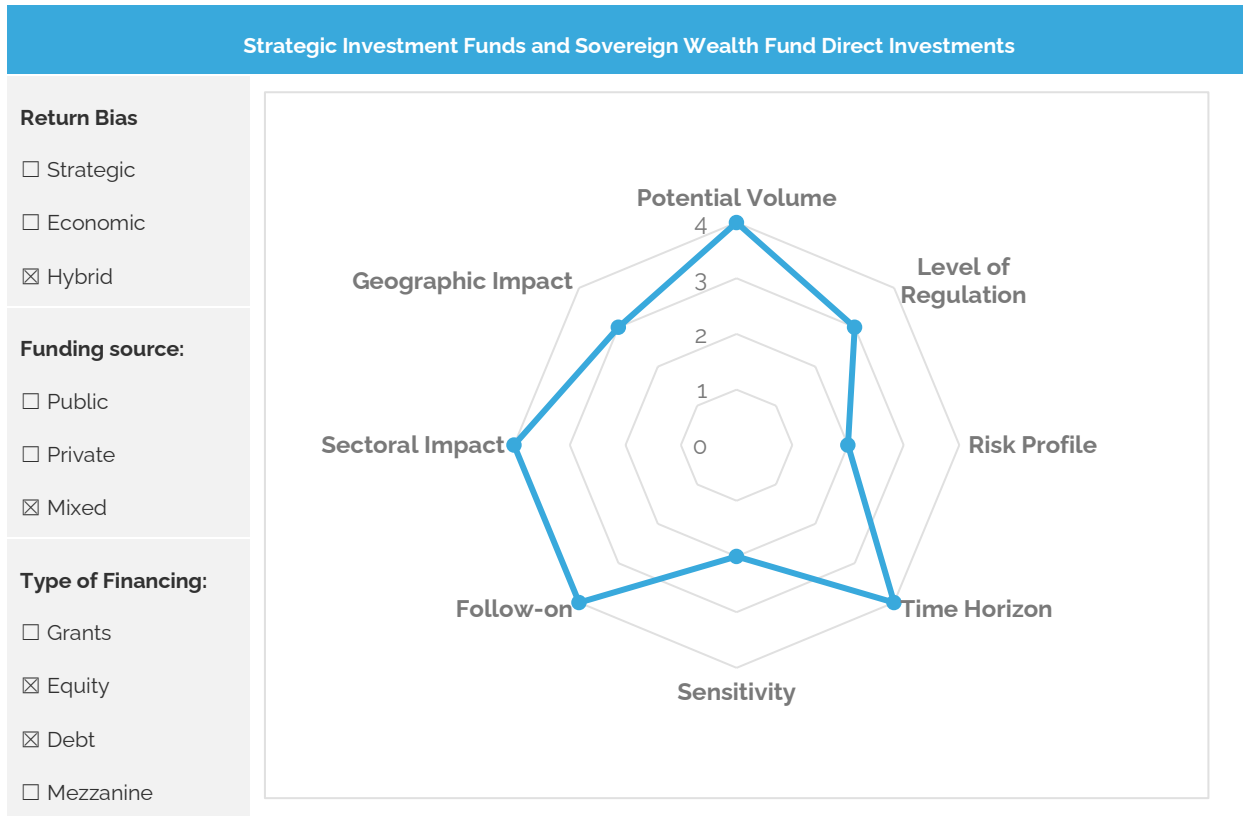 Strategic Investment Funds and Sovereign Wealth Fund Direct Investments
Return Bias
☐ Strategic
☐ Economic
☒ Hybrid
Funding source:
☐ Public
☐ Private
☒ Mixed
Type of Financing:
☐ Grants
☒ Equity
☒ Debt
☐ Mezzanine
Potential Volume
Level of
Regulation
Risk Profile
Time Horizon
Sensitivity
Follow-on
Sectoral Impact
Geographic Impact
4
3
2
1
0